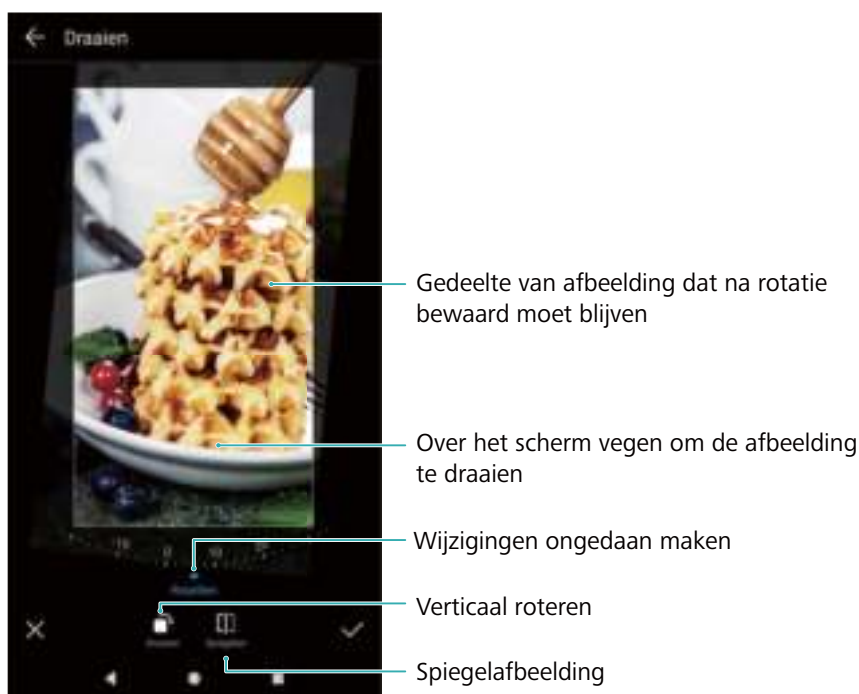 Draaien
Gedeelte van afbeelding dat na rotatie
bewaard moet blijven
Over het scherm vegen om de afbeelding
te draaien
Wijzigingen ongedaan maken
Verticaal roteren
Spiegelafbeelding